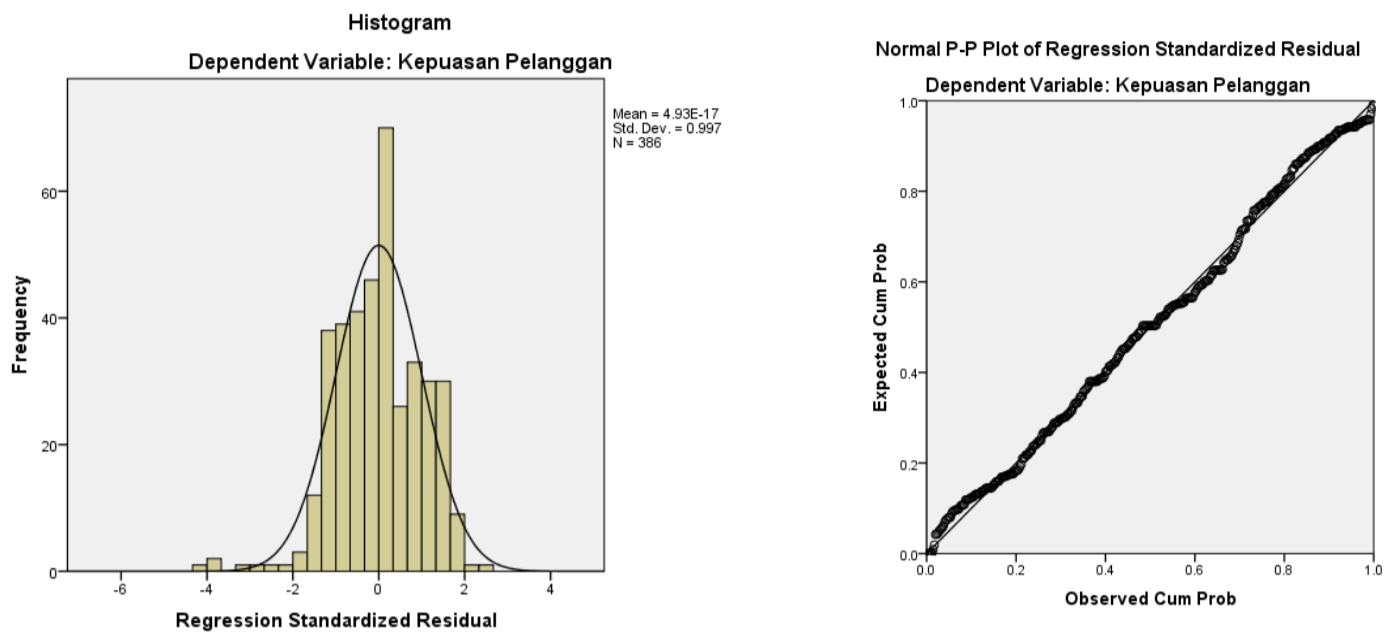 Histogram
Dependent Variable: Kepuasan Pelanggan
Mean = 4.93E-17
Std. Dev. = 0.997
N = 386
Frequency
60
40
20
0
-6
-4
-2
0
2
4
Regression Standardized Residual
Normal P-P Plot of Regression Standardized Residual
Dependent Variable: Kepuasan Pelanggan
Expected Cum Prob
1.0
0.8
0.6
0.4
0.2
0.0
0.0
0.2
0.4
0.6
0.8
1.0
Observed Cum Prob